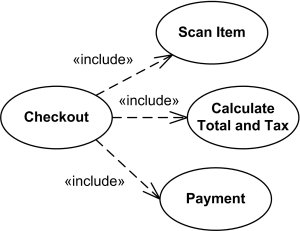 Scan Item
«include»
«include»
Checkout
Calculate
Total and Tax
«include»
Payment